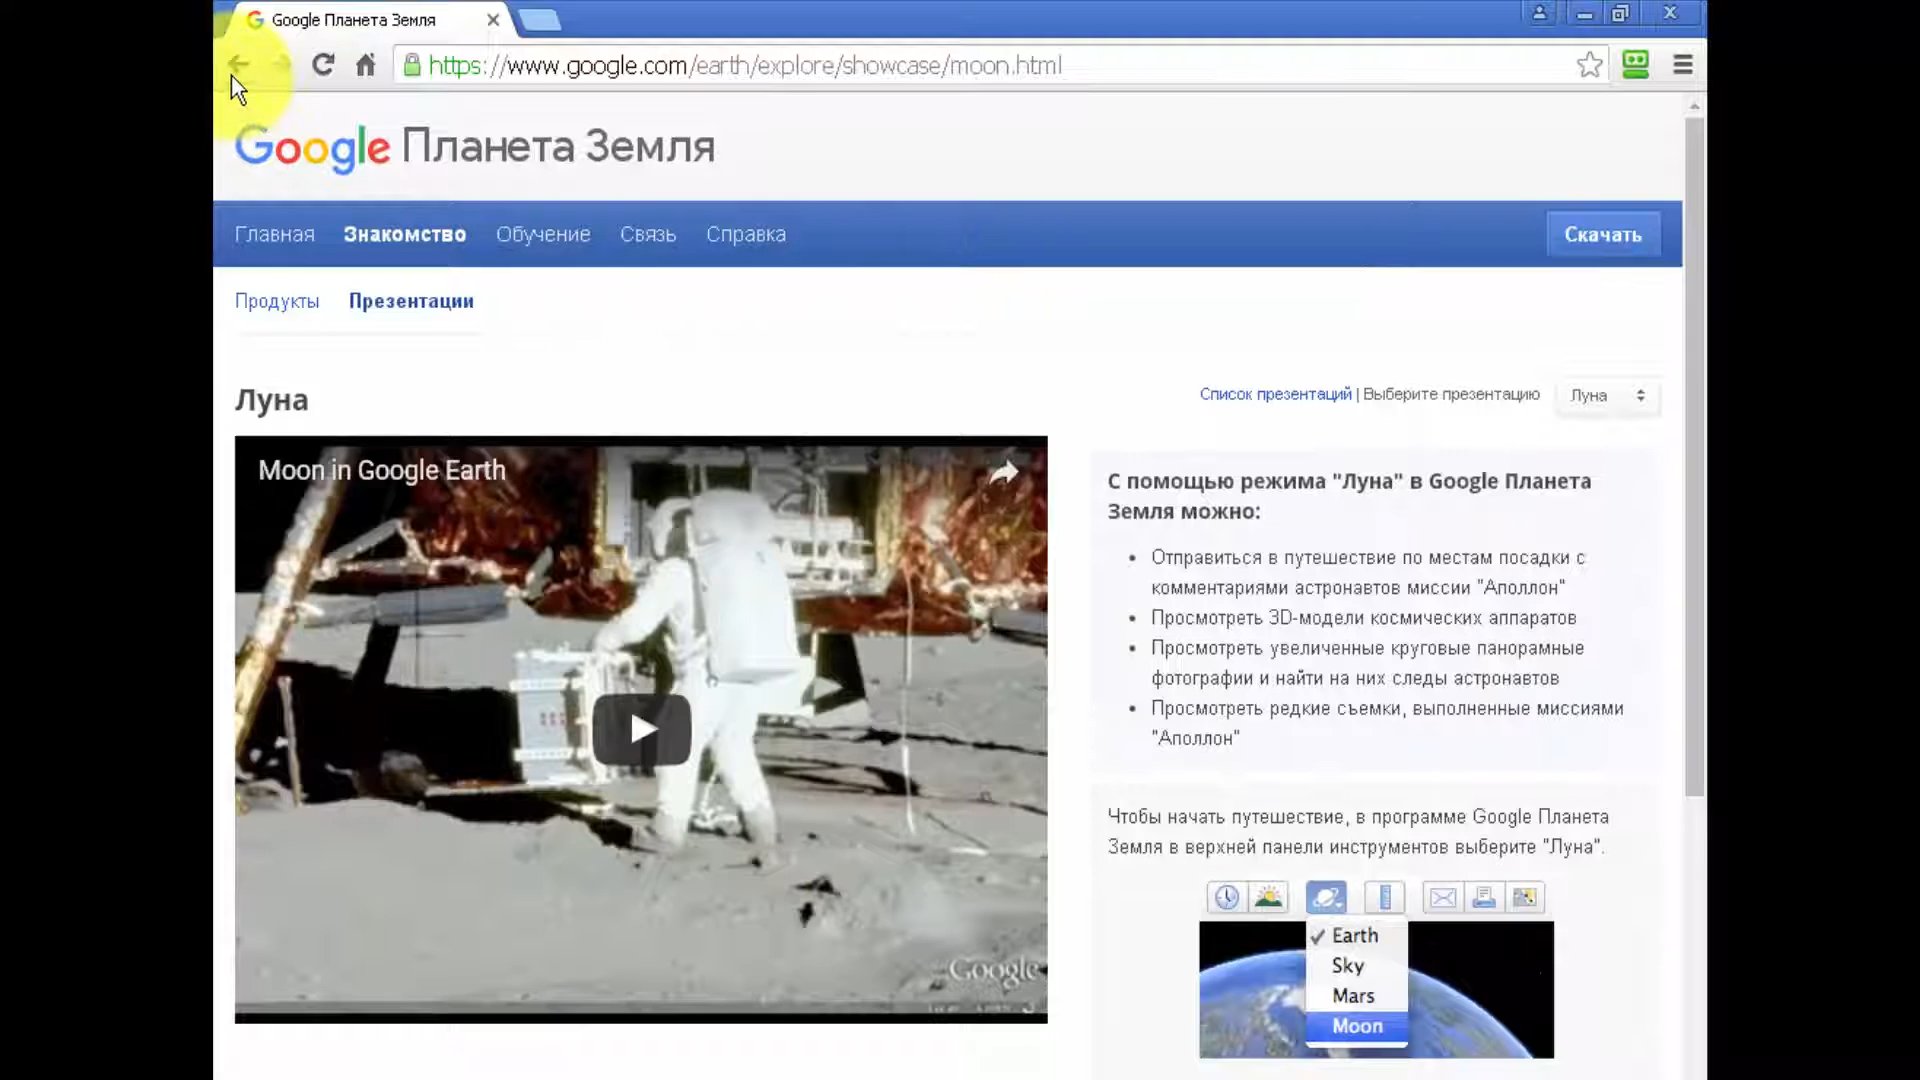 Google Планета Земля
https://www.google.com/earth/explore/showcase/moon.html
Google Планета Земля
Главная Знакомство Обучение Связь Справка Скачать
Продукты Презентации
Луна
Список презентаций | Выберите презентацию Луна
Moon in Google Earth
Google
С помощью режима "Луна" в Google Планета
Земля можно:
• Отправиться в путешествие по местам посадки с
комментариями астронавтов миссии "Аполлон"
• Просмотреть 3D-модели космических аппаратов
• Просмотреть увеличенные круговые панорамные
фотографии и найти на них следы астронавтов
• Просмотреть редкие съемки, выполненные миссиями
"Аполлон"
Чтобы начать путешествие, в программе Google Планета
Земля в верхней панели инструментов выберите "Луна".
Earth
Sky
Mars
Moon